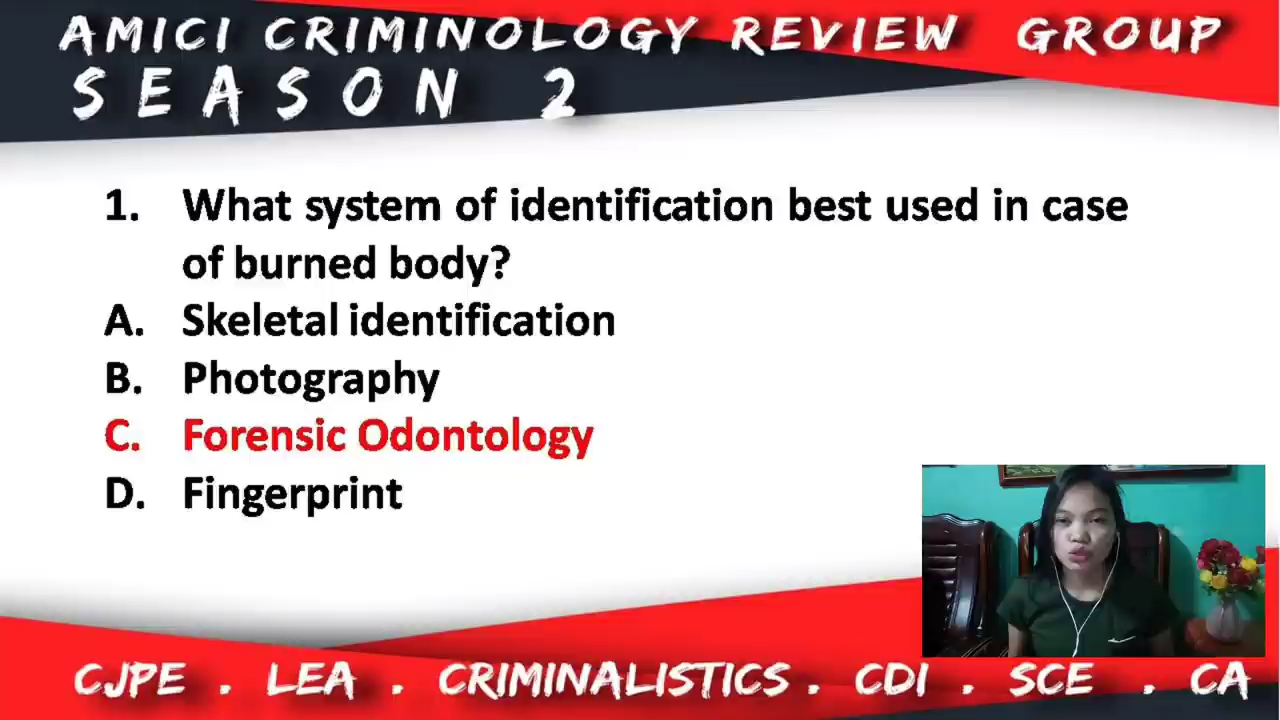 AMICI CRIMINOLOGY REVIEW GROUP
SEASON 2
1. What system of identification best used in case
of burned body?
A. Skeletal identification
B. Photography
C. Forensic Odontology
D. Fingerprint
CJPE . LEA . CRIMINALISTICS . CDI . SCE . CA